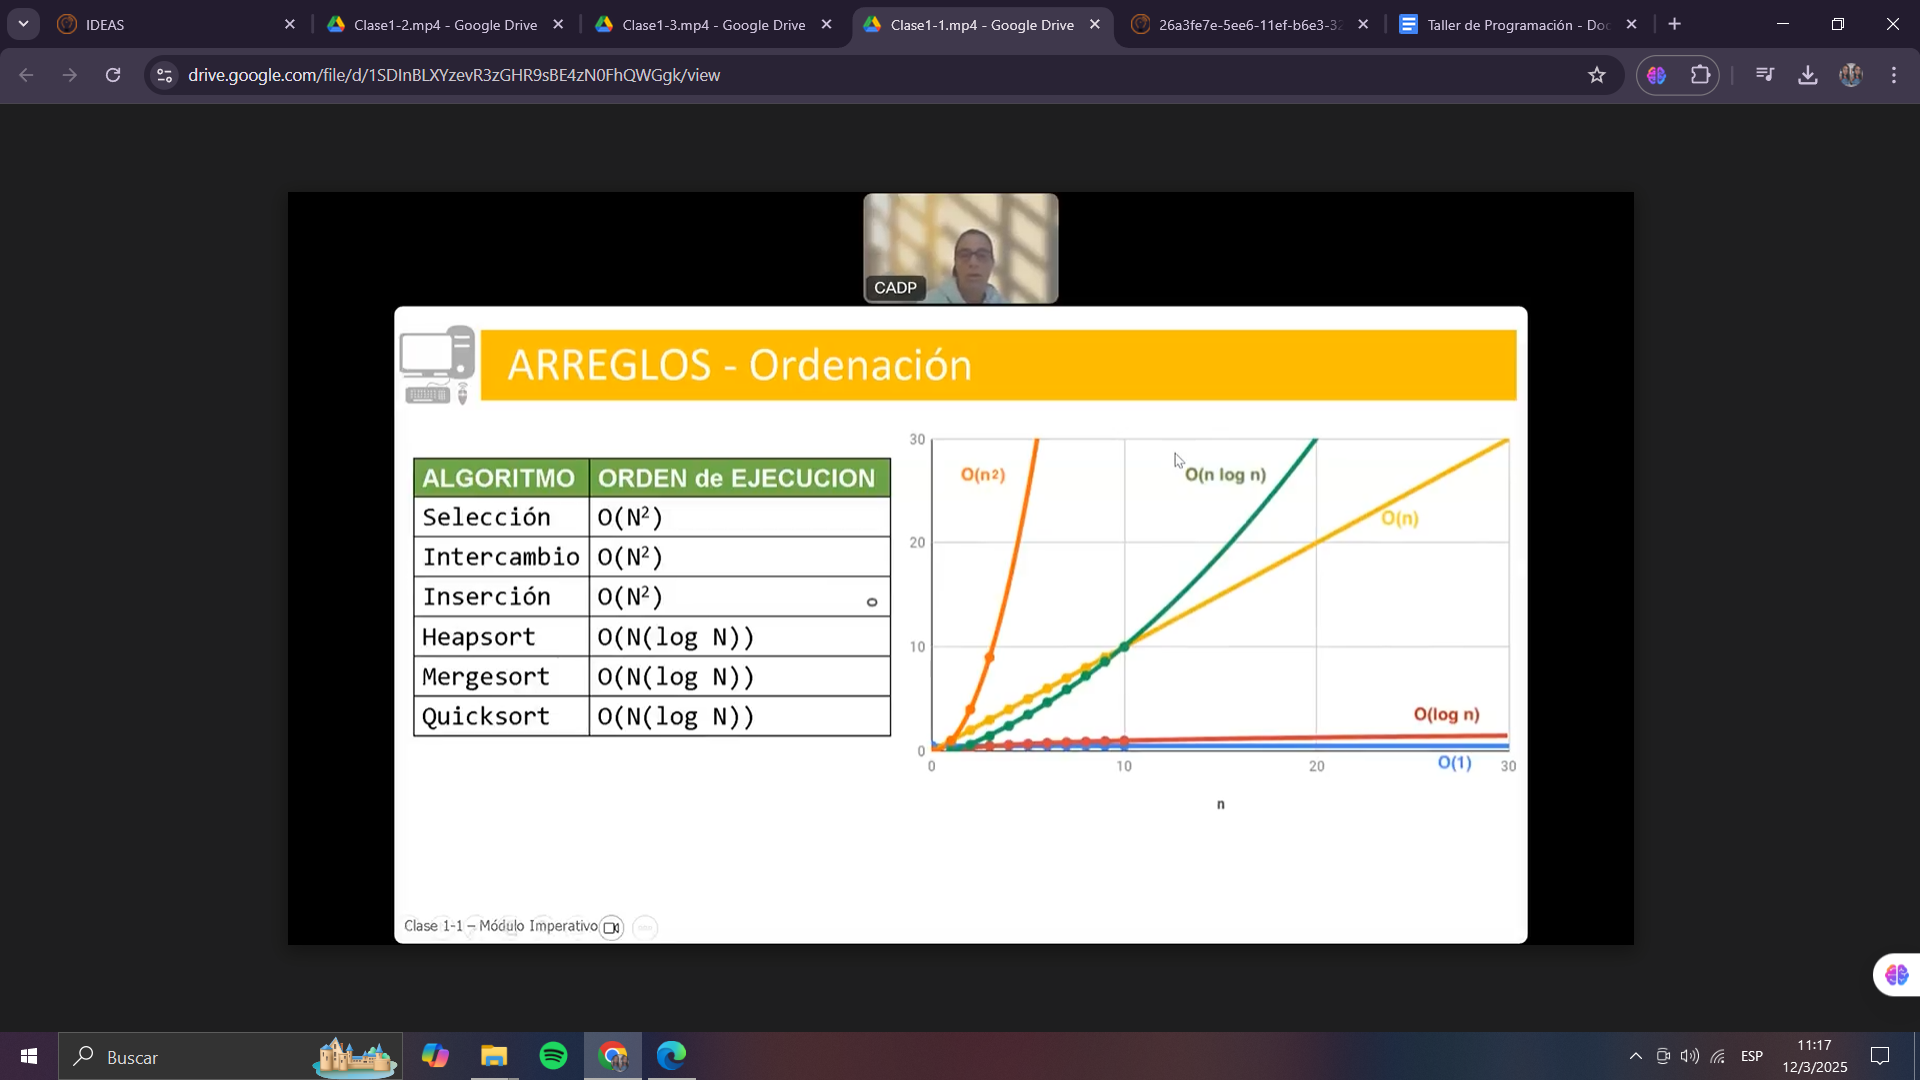 IDEAS
Clase1-2.mp4 - Google Drive
Clase1-3.mp4 - Google Drive
Clase1-1.mp4 - Google Drive
26a3fe7e-5ee6-11ef-b6e3-32
Taller de Programación - Doc
drive.google.com/file/d/1SDInBLXYzevR3zGHR9sBE4zN0FhQWGgk/view
CADP
ARREGLOS - Ordenación
ALGORITMO ORDEN de EJECUCION
Selección O(N²)
Intercambio O(N²)
Inserción O(N²)
Heapsort O(N(log N))
Mergesort O(N(log N))
Quicksort O(N(log N))
30
20
10
0
O(n²)
O(n log n)
O(n)
O(log n)
O(1)
0 10 20 30
n
Clase 1-1 – Módulo Imperativo
Buscar
ESP
11:17
12/3/2025